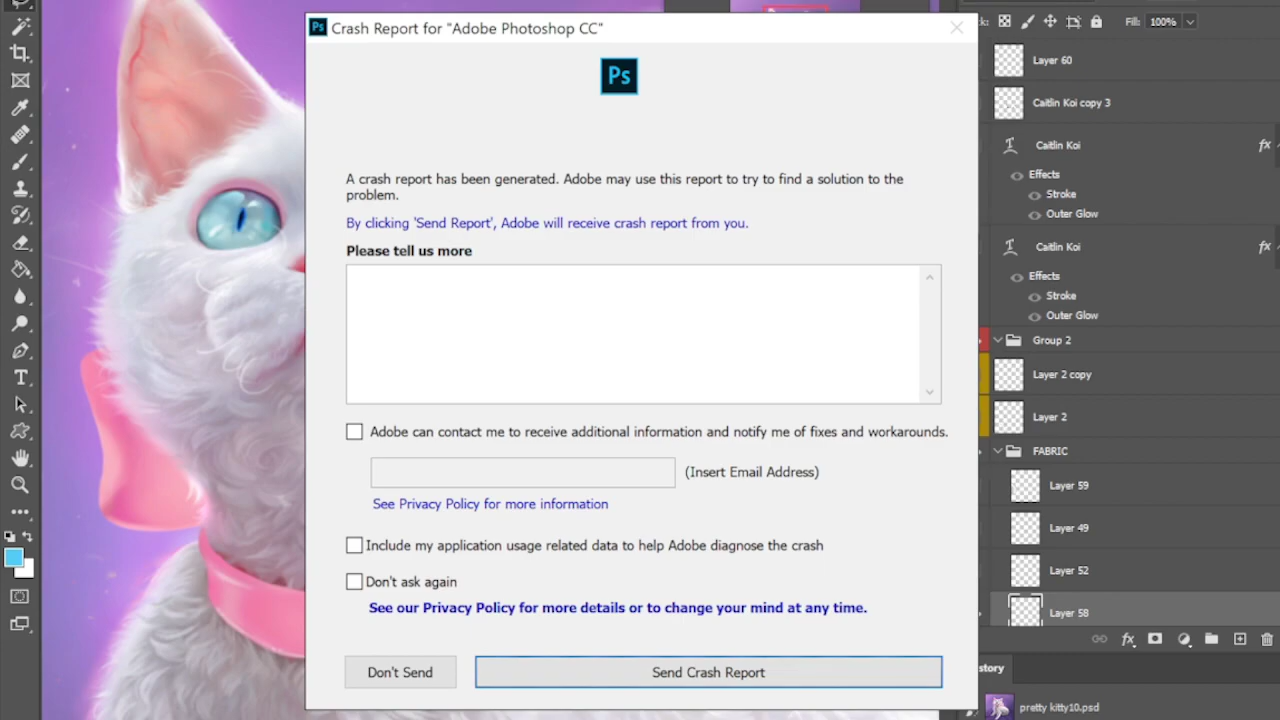 Crash Report for "Adobe Photoshop CC"
Ps
Ps
A crash report has been generated. Adobe may use this report to try to find a solution to the
problem.
By clicking 'Send Report', Adobe will receive crash report from you.
Please tell us more
Adobe can contact me to receive additional information and notify me of fixes and workarounds.
(Insert Email Address)
See Privacy Policy for more information
Include my application usage related data to help Adobe diagnose the crash
Don't ask again
See our Privacy Policy for more details or to change your mind at any time.
Don't Send
Send Crash Report
Fill: 100%
Layer 60
Caitlin Koi copy 3
Caitlin Koi
fx
Effects
Stroke
Outer Glow
Caitlin Koi
fx
Effects
Stroke
Outer Glow
Group 2
Layer 2 copy
Layer 2
FABRIC
Layer 59
Layer 49
Layer 52
Layer 58
fx
story
pretty kitty10.psd